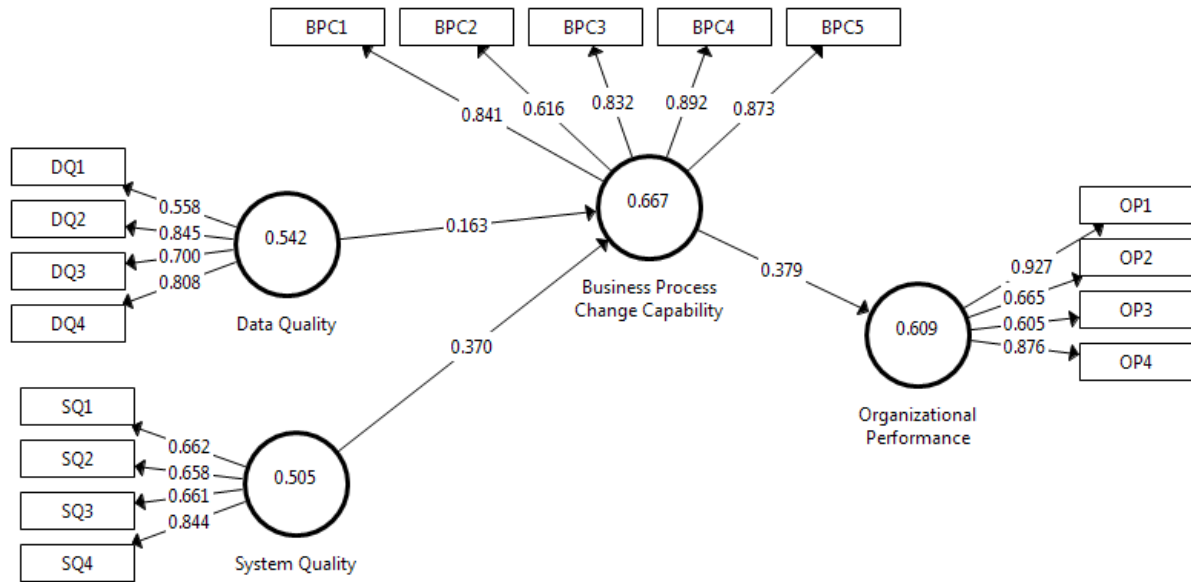 BPC1
BPC2
BPC3
BPC4
BPC5
0.841
0.616
0.832
0.892
0.873
DQ1
DQ2
DQ3
DQ4
0.558
0.845
0.700
0.808
0.542
Data Quality
0.163
0.667
Business Process
Change Capability
0.370
0.379
SQ1
SQ2
SQ3
SQ4
0.662
0.658
0.661
0.844
0.505
System Quality
0.609
Organizational
Performance
0.927
0.665
0.605
0.876
OP1
OP2
OP3
OP4